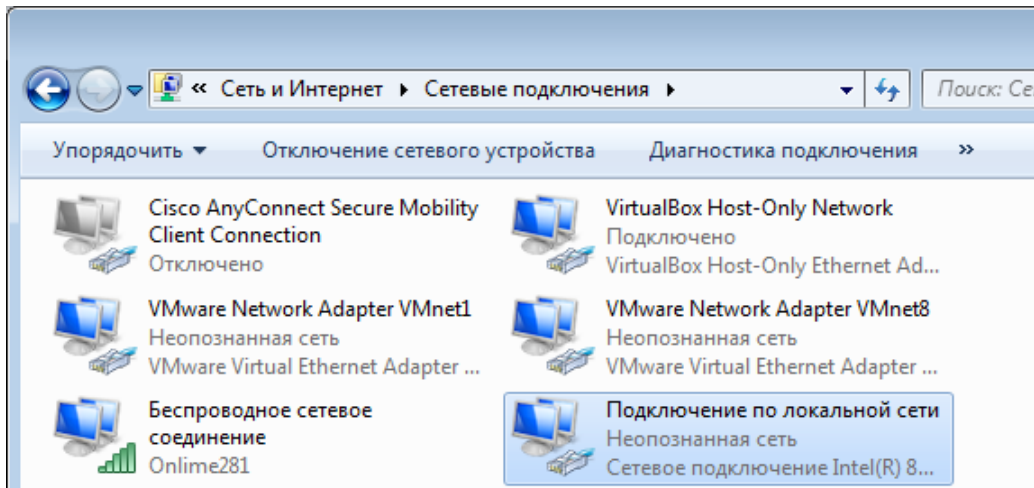 « Сеть и Интернет Сетевые подключения
Поиск: Се
Упорядочить Отключение сетевого устройства Диагностика подключения »
Cisco AnyConnect Secure Mobility
Client Connection
Отключено
VirtualBox Host-Only Network
Подключено
VirtualBox Host-Only Ethernet Ad...
VMware Network Adapter VMnet1
Неопознанная сеть
VMware Virtual Ethernet Adapter ...
VMware Network Adapter VMnet8
Неопознанная сеть
VMware Virtual Ethernet Adapter ...
Беспроводное сетевое
соединение
Onlime281
Подключение по локальной сети
Неопознанная сеть
Сетевое подключение Intel(R) 8...